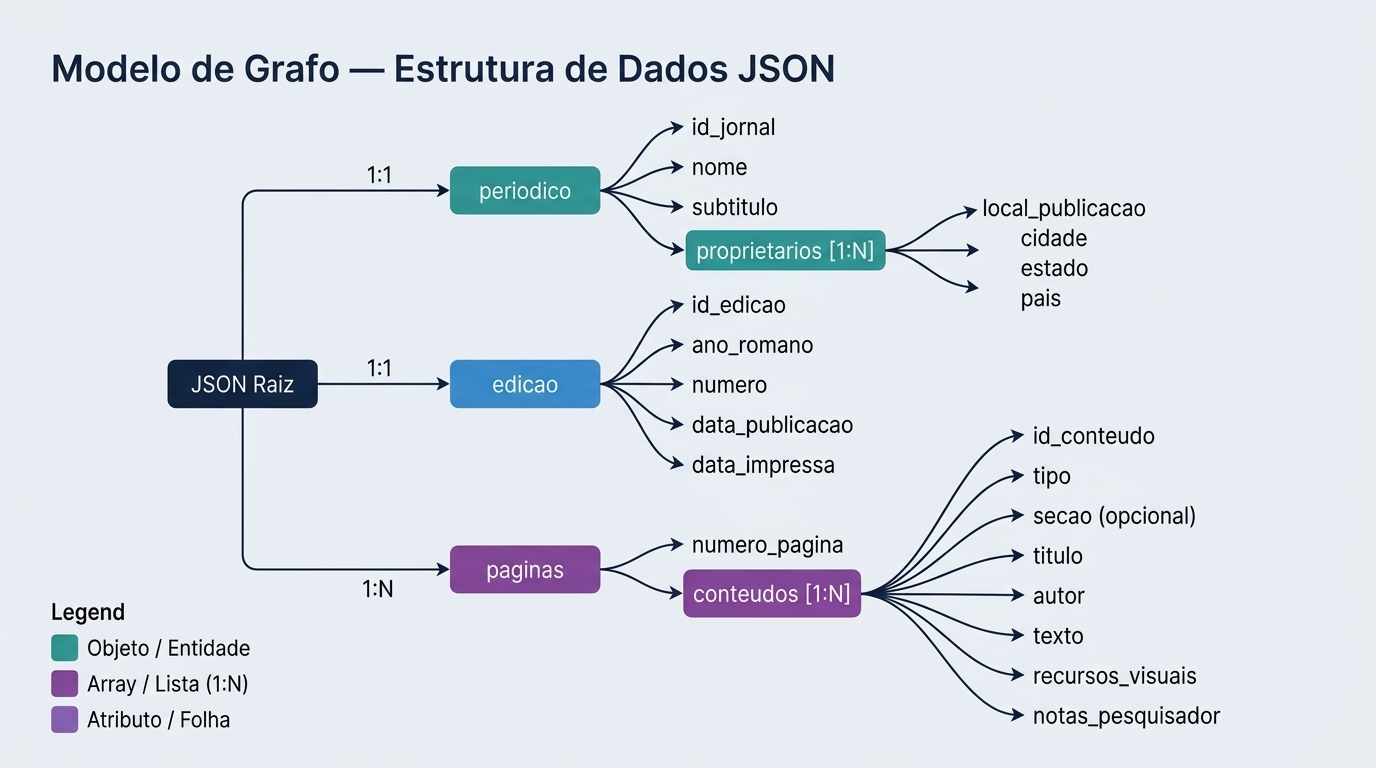 Modelo de Grafo — Estrutura de Dados JSON
id_jornal
1:1
nome
periodico
subtitulo
local_publicacao
proprietarios [1:N]
cidade
estado
pais
id_edicao
ano_romano
1:1
JSON Raiz
edicao
numero
data_publicacao
data_impressa
id_conteudo
tipo
secao (opcional)
numero_pagina
titulo
paginas
1:N
conteudos [1:N]
autor
texto
recursos_visuais
notas_pesquisador
Legend
Objeto / Entidade
Array / Lista (1:N)
Atributo / Folha